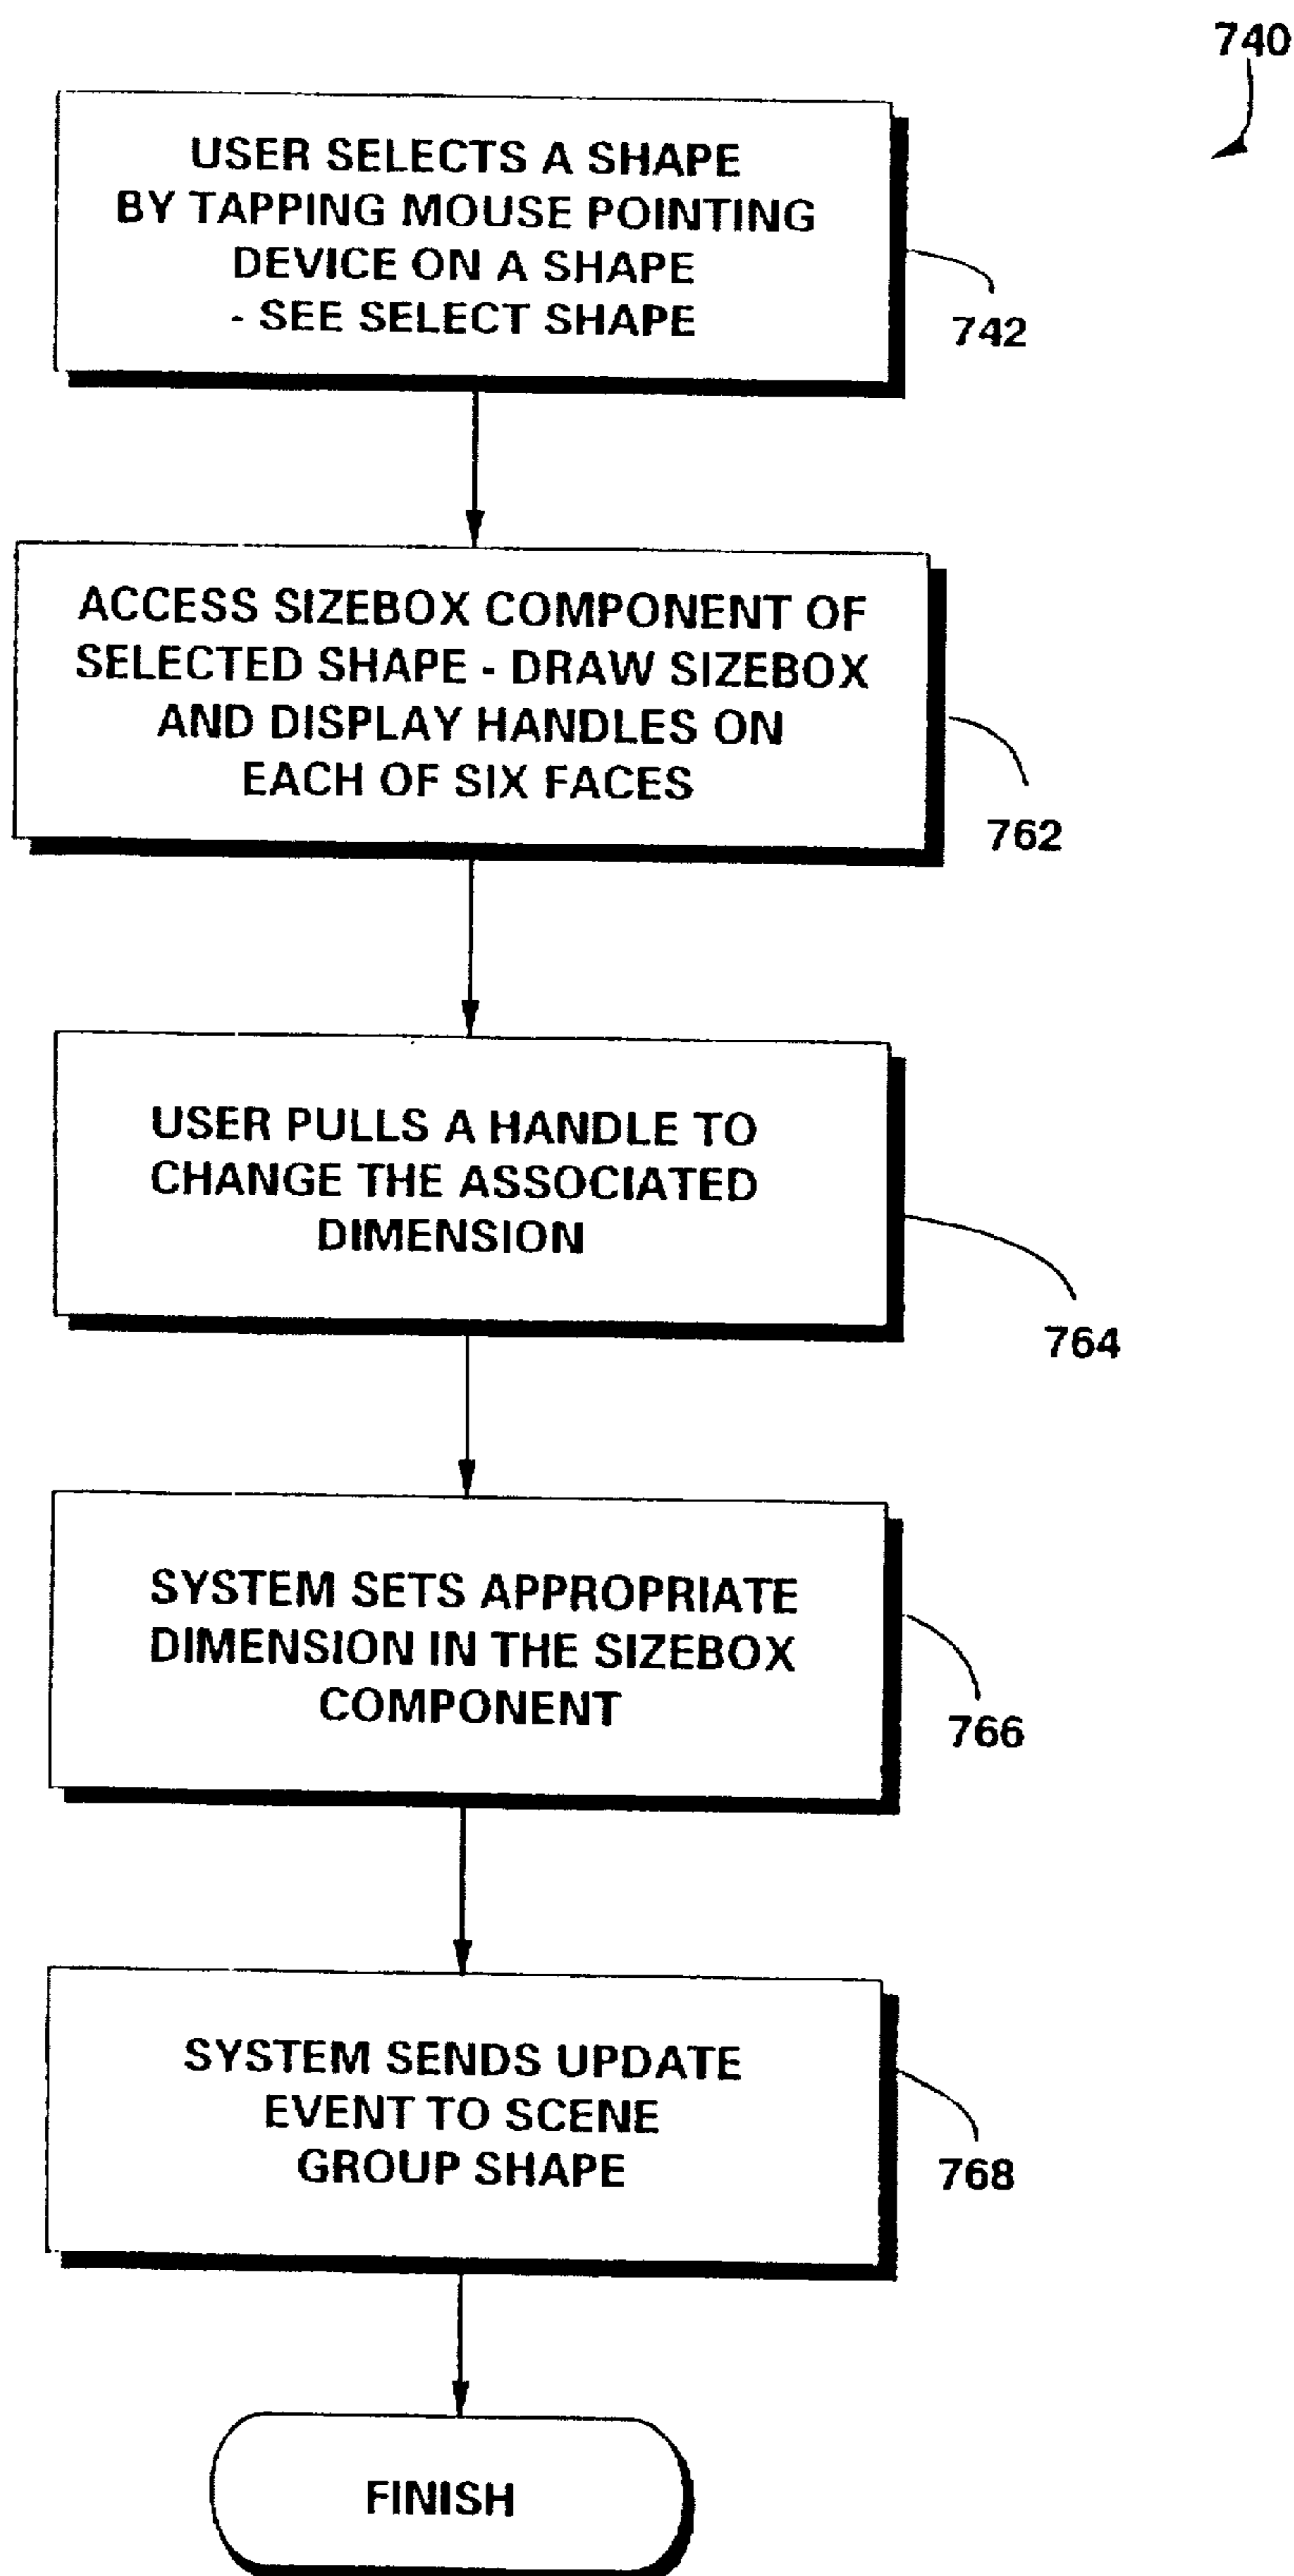 740
USER SELECTS A SHAPE
BY TAPPING MOUSE POINTING
DEVICE ON A SHAPE
- SEE SELECT SHAPE
742
ACCESS SIZEBOX COMPONENT OF
SELECTED SHAPE - DRAW SIZEBOX
AND DISPLAY HANDLES ON
EACH OF SIX FACES
762
USER PULLS A HANDLE TO
CHANGE THE ASSOCIATED
DIMENSION
764
SYSTEM SETS APPROPRIATE
DIMENSION IN THE SIZEBOX
COMPONENT
766
SYSTEM SENDS UPDATE
EVENT TO SCENE
GROUP SHAPE
768
FINISH